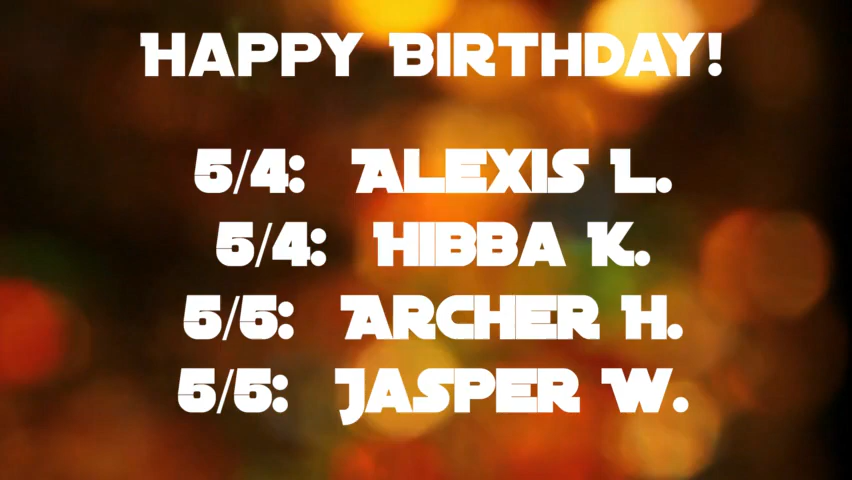 Happy Birthday!
5/4: Alexis L.
5/4: Hibba K.
5/5: Archer H.
5/5: Jasper W.